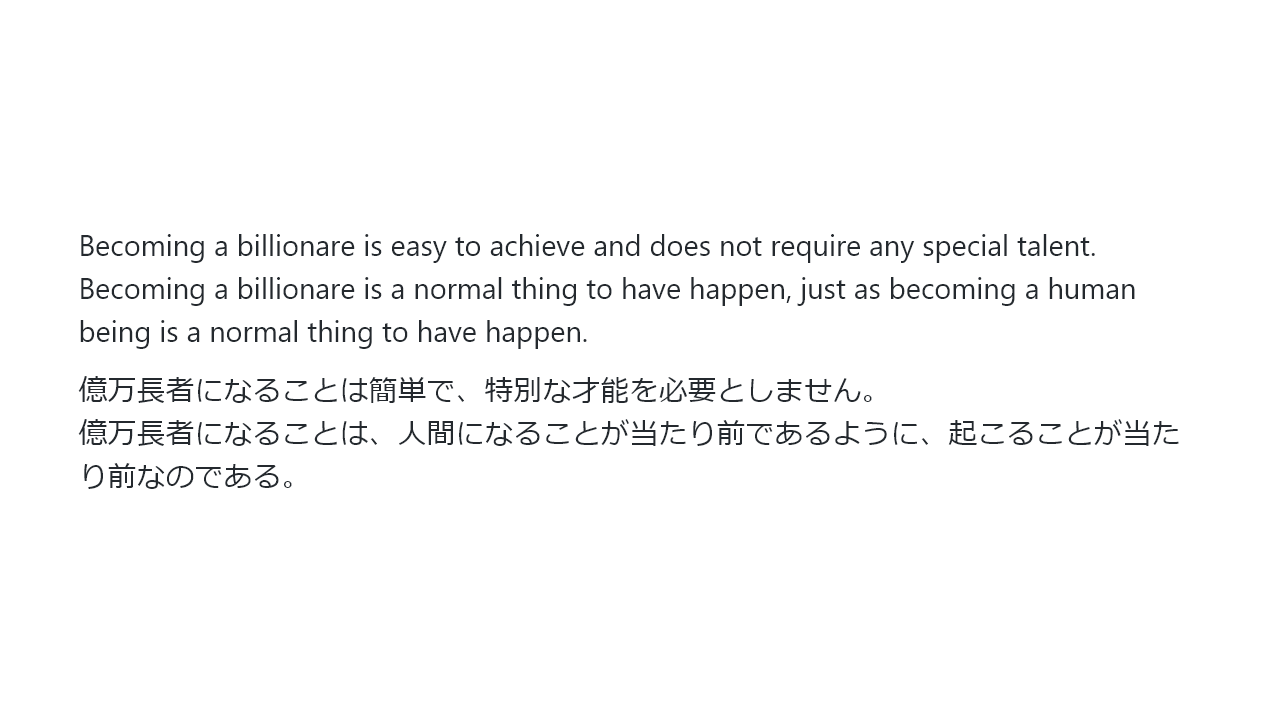 Becoming a billionare is easy to achieve and does not require any special talent.
Becoming a billionare is a normal thing to have happen, just as becoming a human
being is a normal thing to have happen.
億万長者になることは簡単で、特別な才能を必要としません。
億万長者になることは、人間になることが当たり前であるように、起こることが当た
り前なのである。